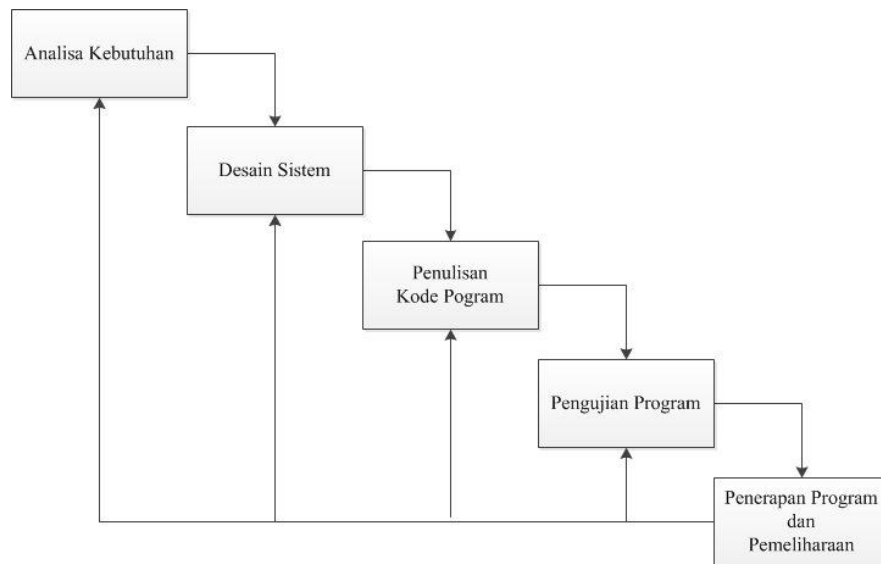 Analisa Kebutuhan
Desain Sistem
Penulisan
Kode Pogram
Pengujian Program
Penerapan Program
dan
Pemeliharaan